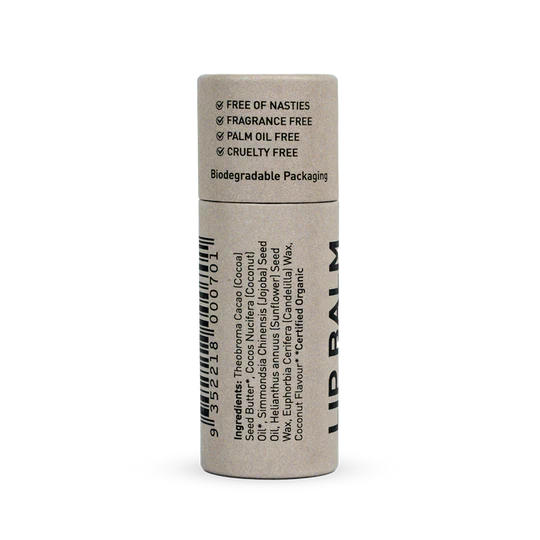 FREE OF NASTIES
FRAGRANCE FREE
PALM OIL FREE
CRUELTY FREE
Biodegradable Packaging
9 352218 000701
Ingredients: Theobroma Cacao (Cocoa)
Seed Butter*, Cocos Nucifera (Coconut)
Oil*, Simmondsia Chinensis (Jojoba) Seed
Oil, Helianthus annuus (Sunflower) Seed
Wax, Euphorbia Cerifera (Candelilla) Wax,
Coconut Flavour* *Certified Organic
LIP BALM